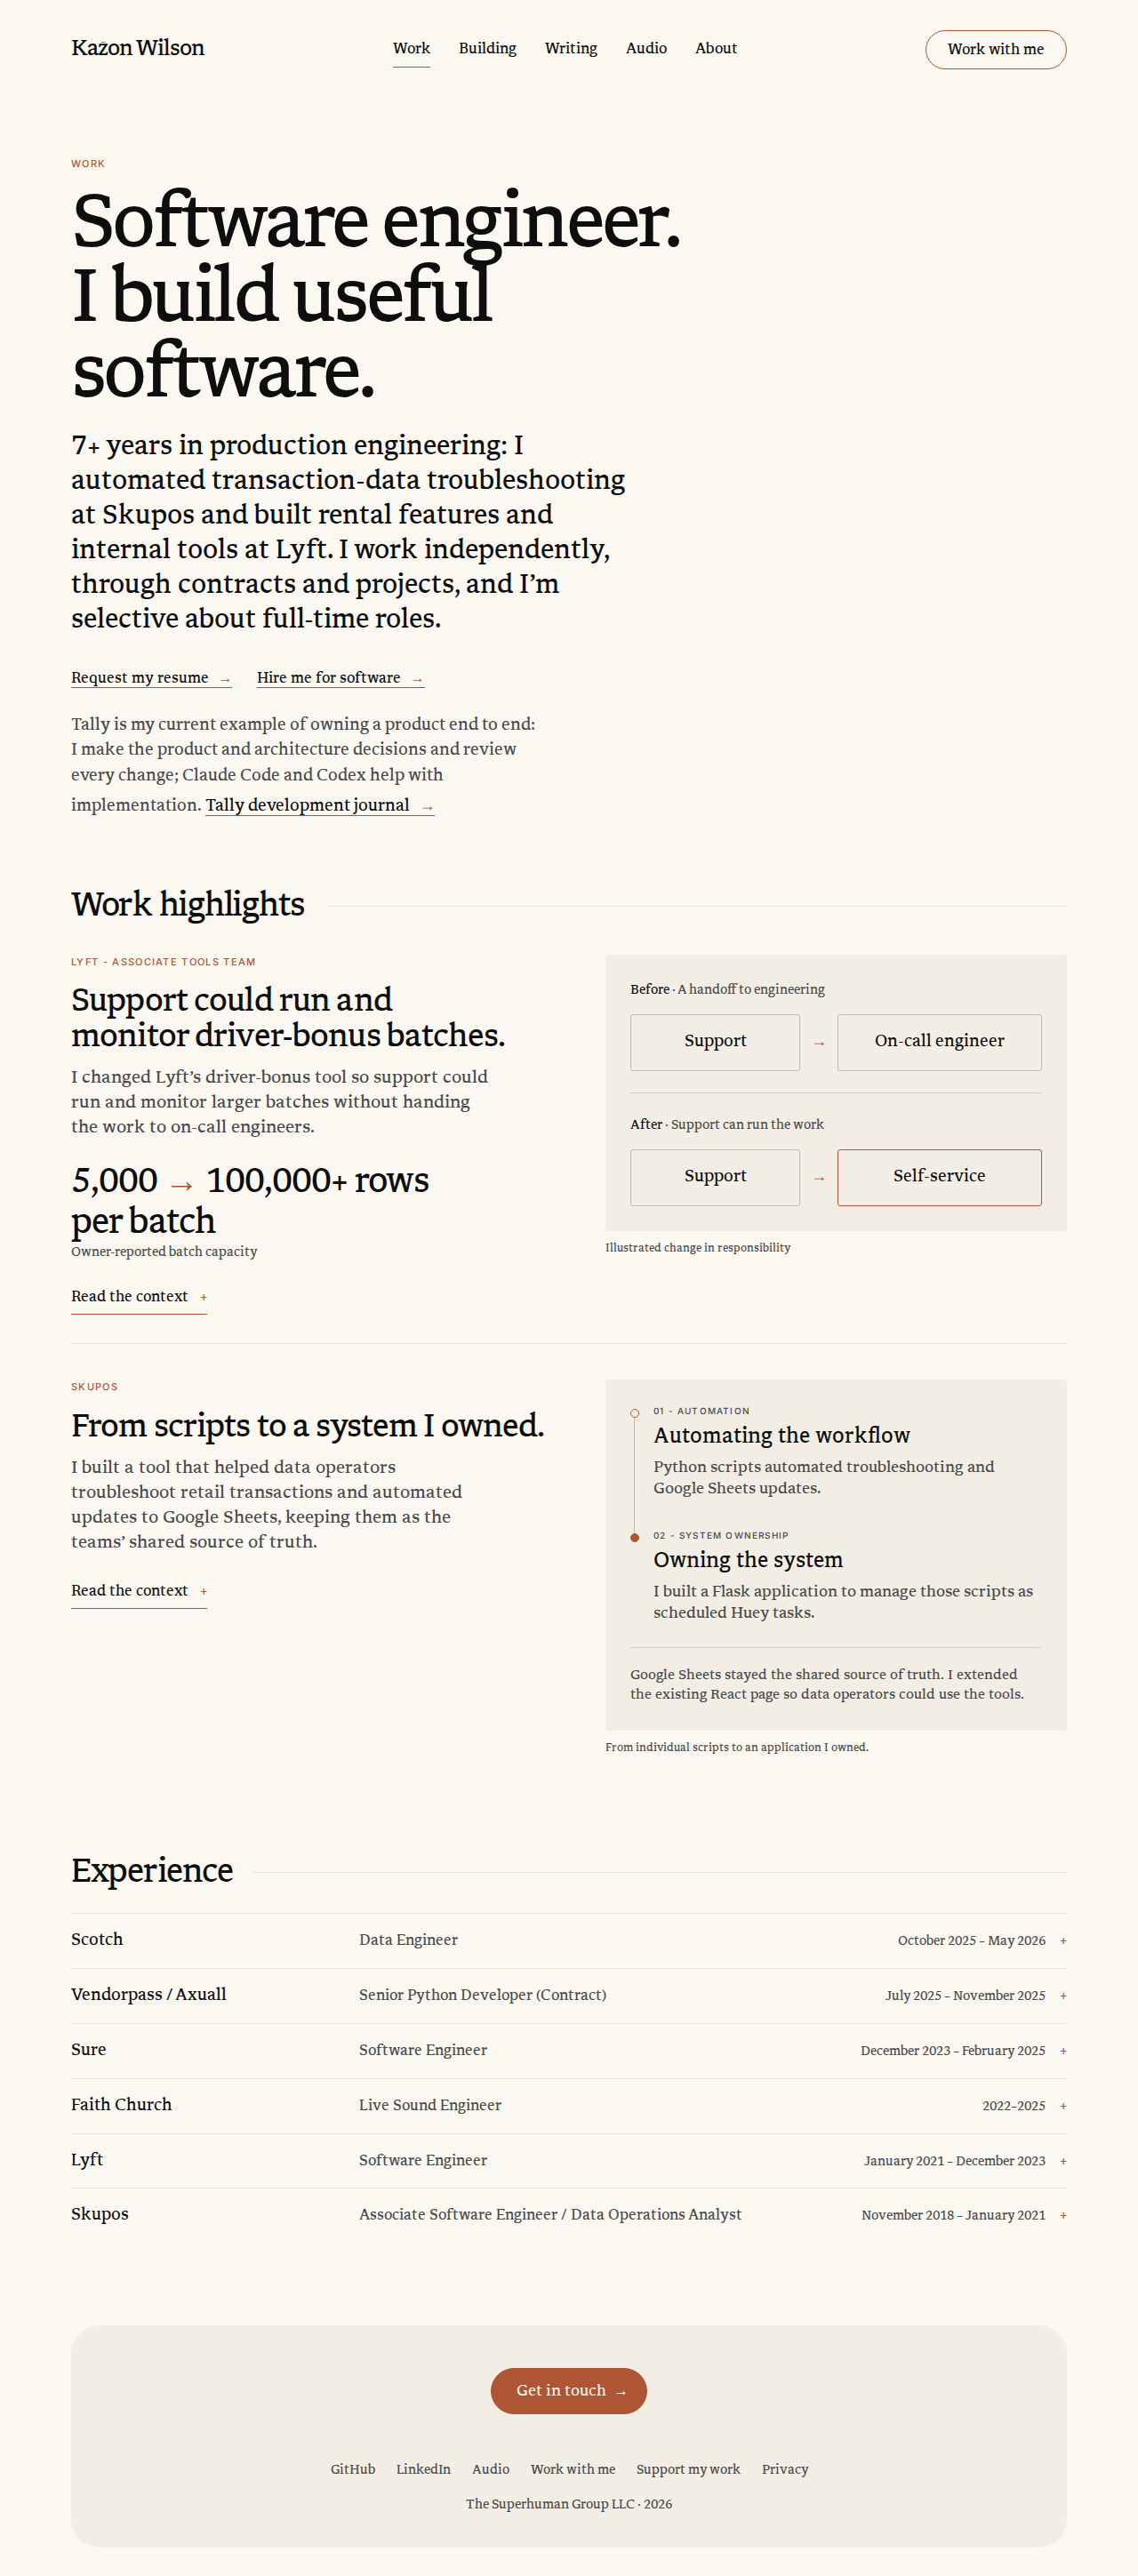 Kazon Wilson
Work Building Writing Audio About
Work with me
WORK
Software engineer.
I build useful
software.
7+ years in production engineering: I
automated transaction-data troubleshooting
at Skupos and built rental features and
internal tools at Lyft. I work independently,
through contracts and projects, and I’m
selective about full-time roles.
Request my resume → Hire me for software →
Tally is my current example of owning a product end to end:
I make the product and architecture decisions and review
every change; Claude Code and Codex help with
implementation. Tally development journal →
Work highlights
LYFT - ASSOCIATE TOOLS TEAM
Support could run and
monitor driver-bonus batches.
I changed Lyft’s driver-bonus tool so support could
run and monitor larger batches without handing
the work to on-call engineers.
5,000 → 100,000+ rows
per batch
Owner-reported batch capacity
Read the context +
Before · A handoff to engineering
Support → On-call engineer
After · Support can run the work
Support → Self-service
Illustrated change in responsibility
SKUPOS
From scripts to a system I owned.
I built a tool that helped data operators
troubleshoot retail transactions and automated
updates to Google Sheets, keeping them as the
teams’ shared source of truth.
Read the context +
01 - AUTOMATION
Automating the workflow
Python scripts automated troubleshooting and
Google Sheets updates.
02 - SYSTEM OWNERSHIP
Owning the system
I built a Flask application to manage those scripts as
scheduled Huey tasks.
Google Sheets stayed the shared source of truth. I extended
the existing React page so data operators could use the tools.
From individual scripts to an application I owned.
Experience
Scotch Data Engineer October 2025 – May 2026 +
Vendorpass / Axuall Senior Python Developer (Contract) July 2025 – November 2025 +
Sure Software Engineer December 2023 – February 2025 +
Faith Church Live Sound Engineer 2022–2025 +
Lyft Software Engineer January 2021 – December 2023 +
Skupos Associate Software Engineer / Data Operations Analyst November 2018 – January 2021 +
Get in touch →
GitHub LinkedIn Audio Work with me Support my work Privacy
The Superhuman Group LLC · 2026